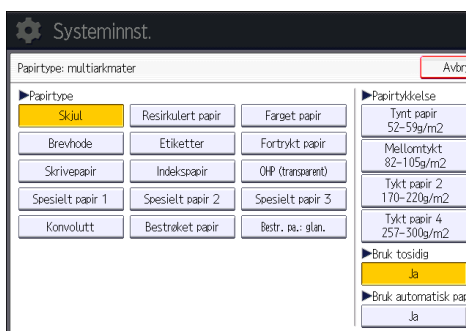 Systeminnst.
Papirtype: multiarkmater
►Papirtype
Skjul
Resirkulert papir
Farget papir
Brevhode
Etiketter
Fortrykt papir
Skrivepapir
Indekspapir
OHP (transparent)
Spesielt papir 1
Spesielt papir 2
Spesielt papir 3
Konvolutt
Bestrøket papir
Bestr. pa.: glan.
►Papirtykkelse
Tynt papir
52-59g/m2
Mellomtykt
82-105g/m2
Tykt papir 2
170-220g/m2
Tykt papir 4
257-300g/m2
►Bruk tosidig
Ja
►Bruk automatisk
Ja